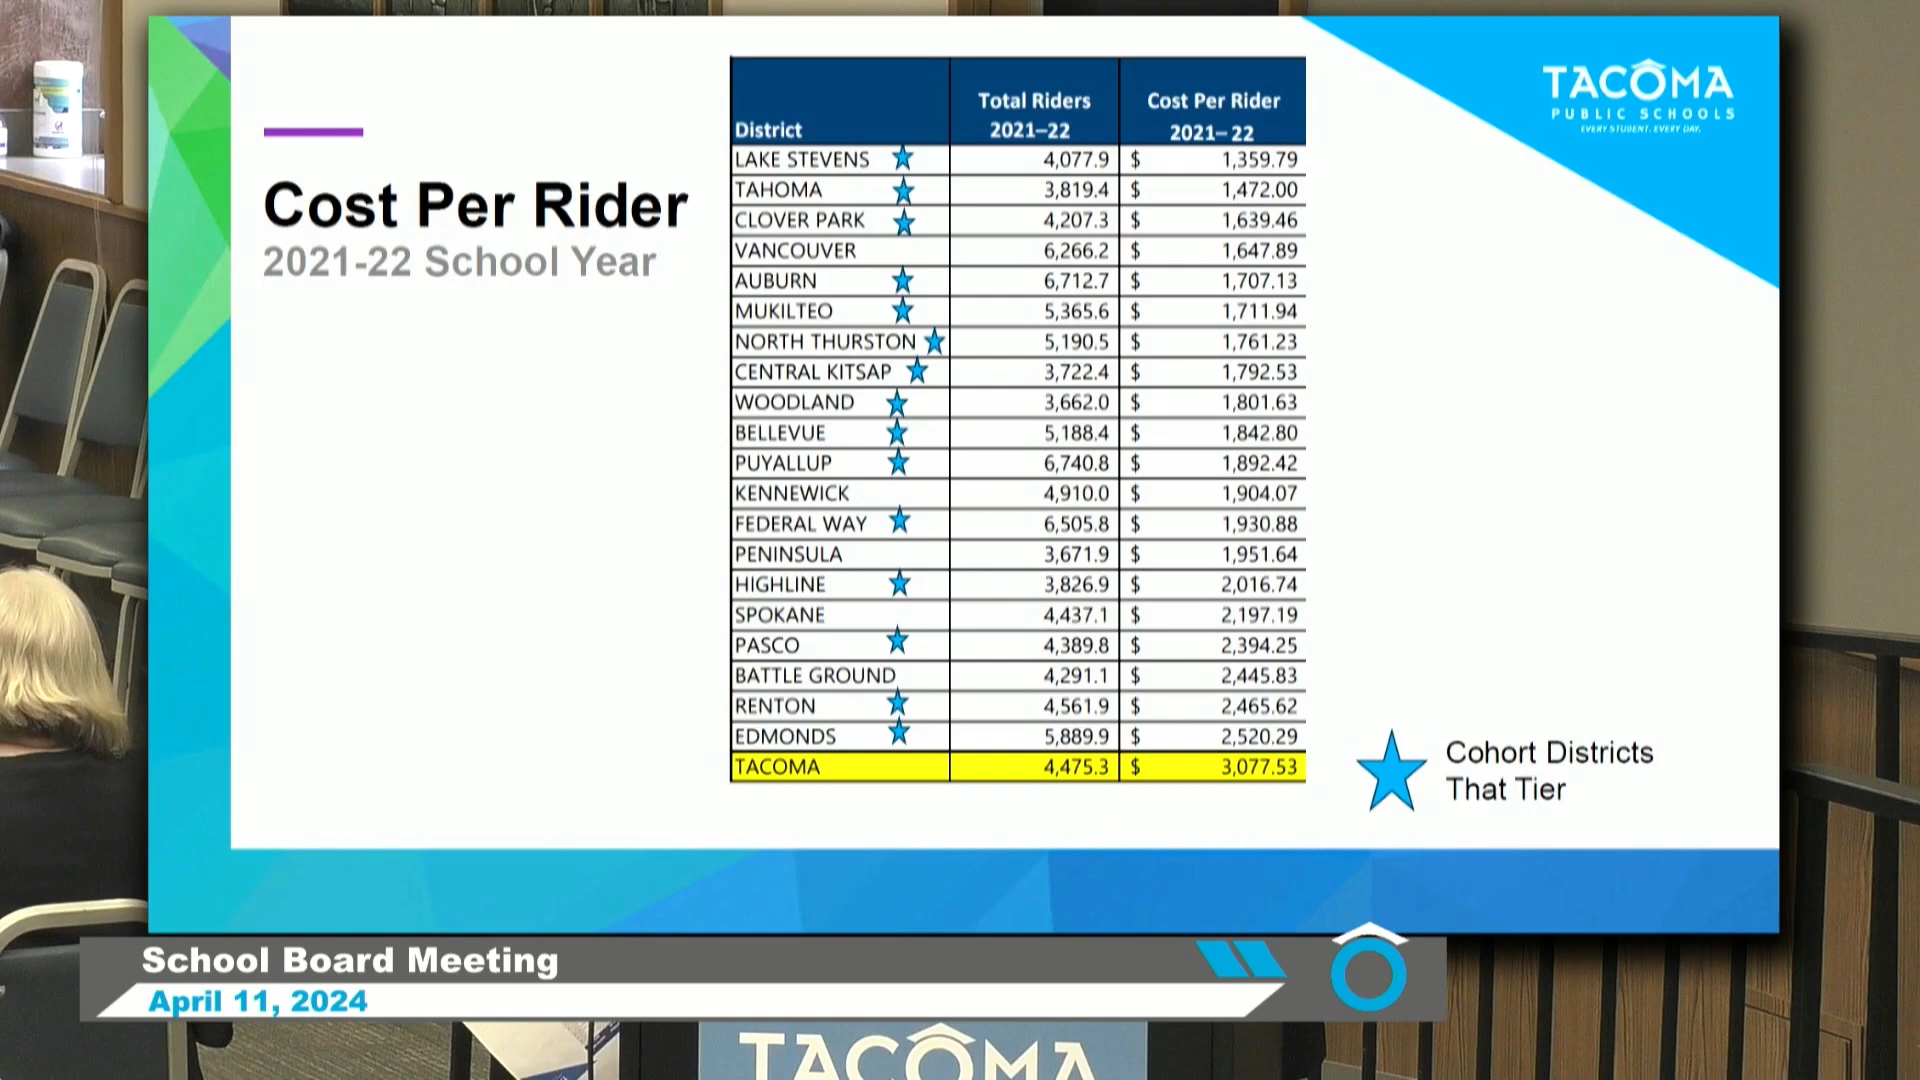 TACOMA
PUBLIC SCHOOLS
EVERY STUDENT. EVERY DAY.
Cost Per Rider
2021-22 School Year
District Total Riders 2021–22 Cost Per Rider 2021–22
LAKE STEVENS 4,077.9 $ 1,359.79
TAHOMA 3,819.4 $ 1,472.00
CLOVER PARK 4,207.3 $ 1,639.46
VANCOUVER 6,266.2 $ 1,647.89
AUBURN 6,712.7 $ 1,707.13
MUKILTEO 5,365.6 $ 1,711.94
NORTH THURSTON 5,190.5 $ 1,761.23
CENTRAL KITSAP 3,722.4 $ 1,792.53
WOODLAND 3,662.0 $ 1,801.63
BELLEVUE 5,188.4 $ 1,842.80
PUYALLUP 6,740.8 $ 1,892.42
KENNEWICK 4,910.0 $ 1,904.07
FEDERAL WAY 6,505.8 $ 1,930.88
PENINSULA 3,671.9 $ 1,951.64
HIGHLINE 3,826.9 $ 2,016.74
SPOKANE 4,437.1 $ 2,197.19
PASCO 4,389.8 $ 2,394.25
BATTLE GROUND 4,291.1 $ 2,445.83
RENTON 4,561.9 $ 2,465.62
EDMONDS 5,889.9 $ 2,520.29
TACOMA 4,475.3 $ 3,077.53
Cohort Districts
That Tier
School Board Meeting
April 11, 2024
TACOMA